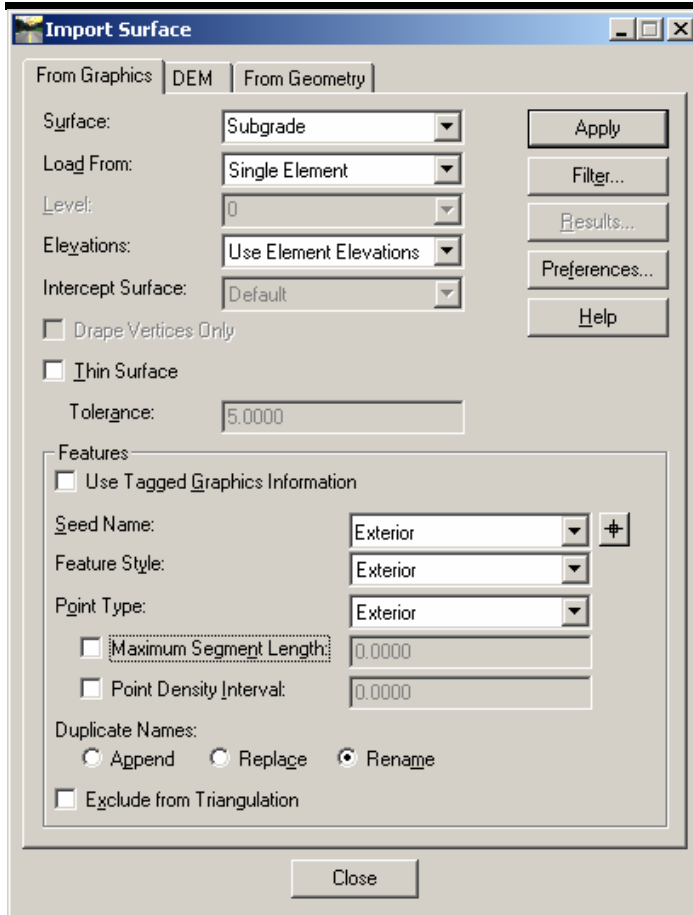 Import Surface
From Graphics DEM From Geometry
Surface: Subgrade Apply
Load From: Single Element Filter...
Level: 0 Results...
Elevations: Use Element Elevations Preferences...
Intercept Surface: Default Help
Drape Vertices Only
Thin Surface
Tolerance: 5.0000
Features
Use Tagged Graphics Information
Seed Name: Exterior
Feature Style: Exterior
Point Type: Exterior
Maximum Segment Length: 0.0000
Point Density Interval: 0.0000
Duplicate Names:
Append Replace Rename
Exclude from Triangulation
Close